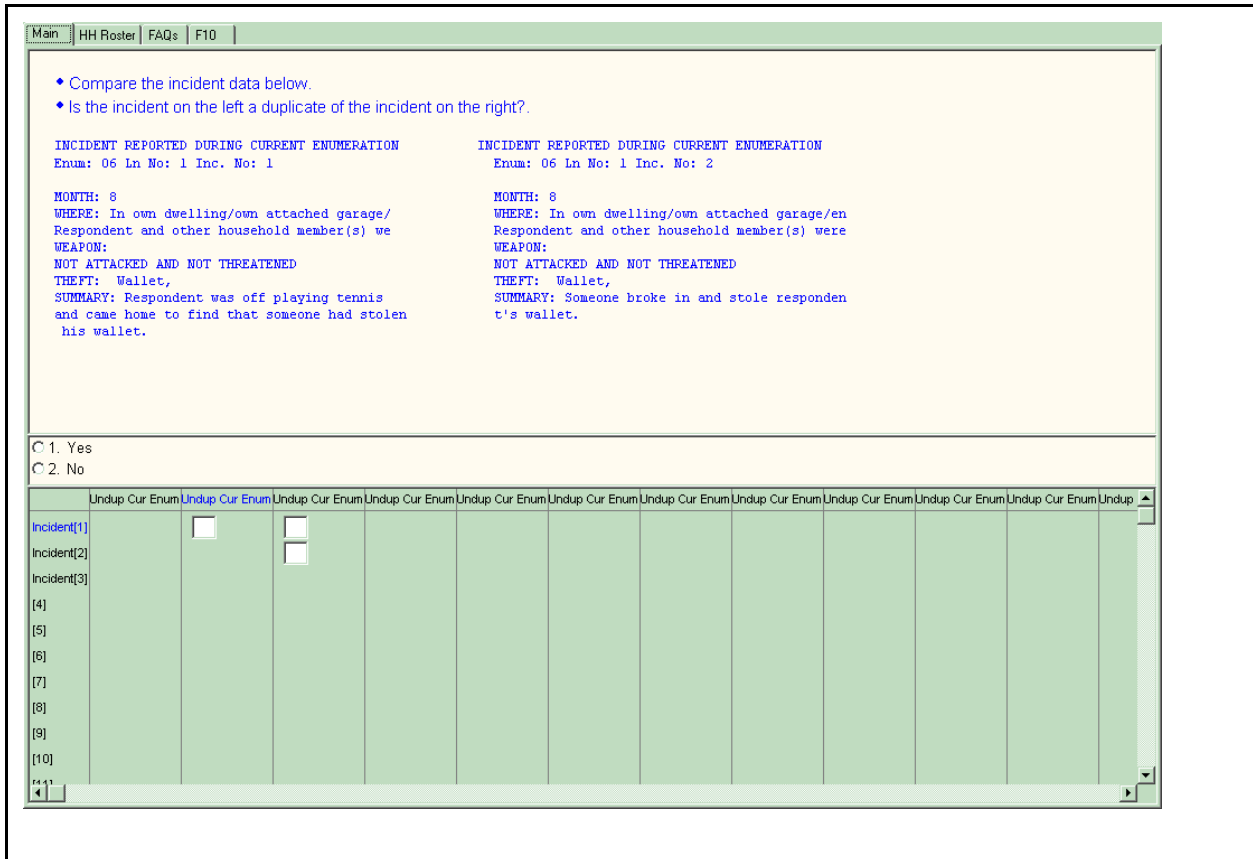 Main HH Roster FAQs F10
Compare the incident data below.
Is the incident on the left a duplicate of the incident on the right?.
INCIDENT REPORTED DURING CURRENT ENUMERATION INCIDENT REPORTED DURING CURRENT ENUMERATION
Enum: 06 Ln No: 1 Inc. No: 1 Enum: 06 Ln No: 1 Inc. No: 2
MONTH: 8 MONTH: 8
WHERE: In own dwelling/own attached garage/ WHERE: In own dwelling/own attached garage/en
Respondent and other household member(s) we Respondent and other household member(s) were
WEAPON: WEAPON:
NOT ATTACKED AND NOT THREATENED NOT ATTACKED AND NOT THREATENED
THEFT: Wallet, THEFT: Wallet,
SUMMARY: Respondent was off playing tennis SUMMARY: Someone broke in and stole responden
and came home to find that someone had stolen t's wallet.
his wallet.
1. Yes
2. No
Undup Cur Enum Undup Cur Enum Undup Cur Enum Undup Cur Enum Undup Cur Enum Undup Cur Enum Undup Cur Enum Undup Cur Enum Undup Cur Enum Undup Cur Enum Undup Cur Enum Undup
Incident[1]
Incident[2]
Incident[3]
[4]
[5]
[6]
[7]
[8]
[9]
[10]
[11]